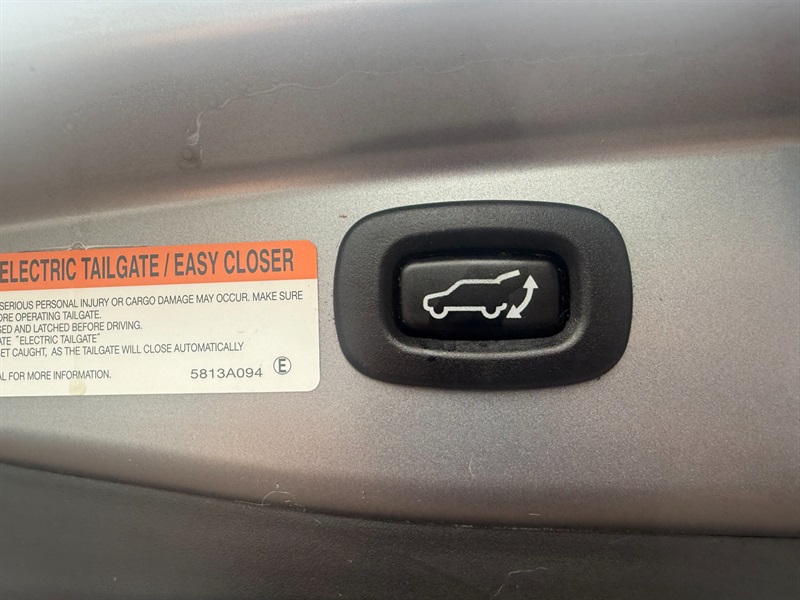 ELECTRIC TAILGATE / EASY CLOSER
SERIOUS PERSONAL INJURY OR CARGO DAMAGE MAY OCCUR. MAKE SURE
ORE OPERATING TAILGATE.
SED AND LATCHED BEFORE DRIVING.
ATE "ELECTRIC TAILGATE"
ET CAUGHT, AS THE TAILGATE WILL CLOSE AUTOMATICALLY
AL FOR MORE INFORMATION.
5813A094 E